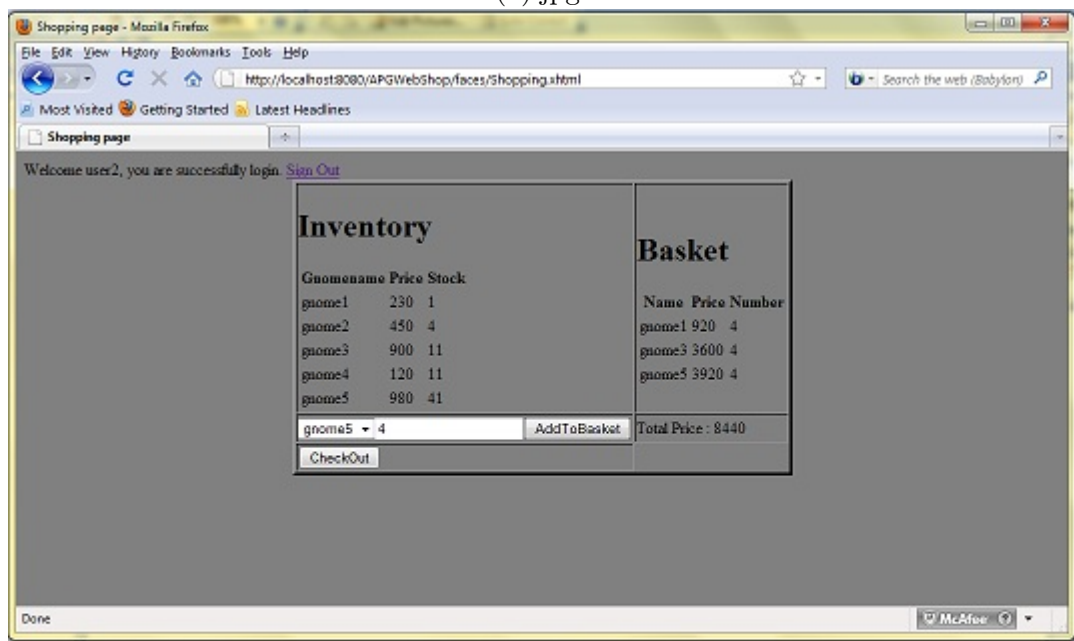 Shopping page - Mozilla Firefox
File Edit View History Bookmarks Tools Help
http://localhost:8080/APGWebShop/faces/Shopping.xhtml
Search the web (Babylon)
Most Visited Getting Started Latest Headlines
Shopping page
Welcome user2, you are successfully login. Sign Out
Inventory
Gnomename Price Stock
gnome1 230 1
gnome2 450 4
gnome3 900 11
gnome4 120 11
gnome5 980 41
gnome5 4 AddToBasket
CheckOut
Basket
Name Price Number
gnome1 920 4
gnome3 3600 4
gnome5 3920 4
Total Price : 8440
Done
McAfee